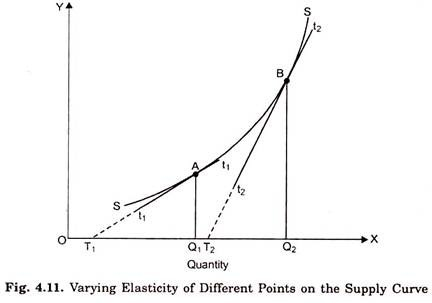 Y
S
t2
B
A
t1
t2
S
t1
O
T1
Q1
T2
Q2
X
Quantity
Fig. 4.11. Varying Elasticity of Different Points on the Supply Curve